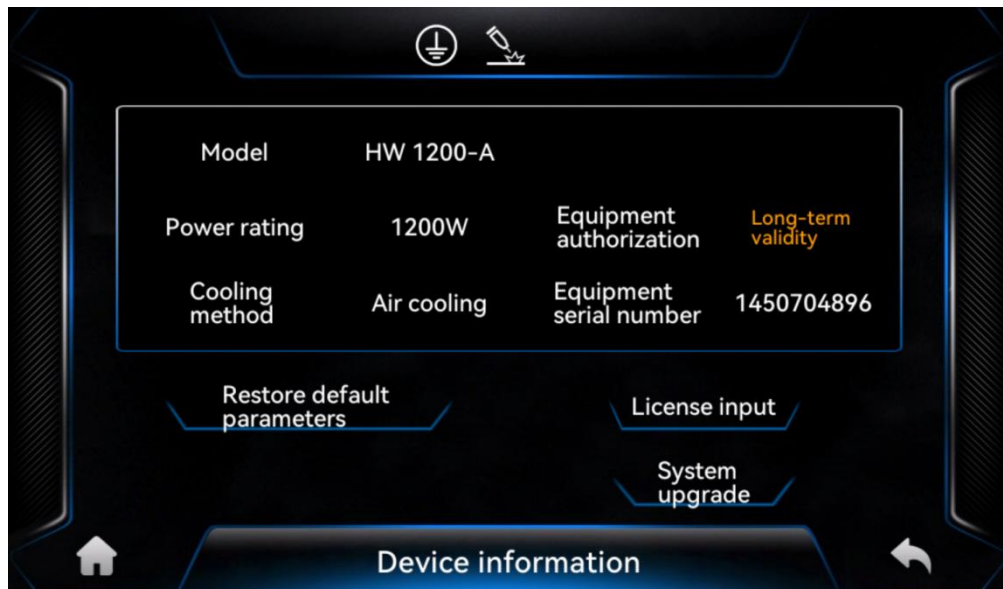 Model HW 1200-A
Power rating 1200W Equipment
authorization Long-term
validity
Cooling
method Air cooling Equipment
serial number 1450704896
Restore default
parameters
License input
System
upgrade
Device information